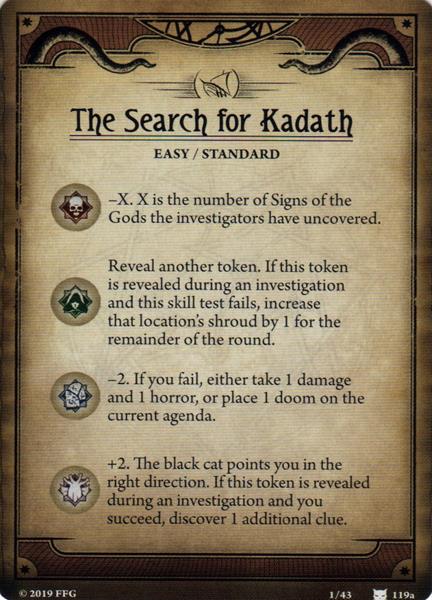 The Search for Kadath
EASY / STANDARD
–X. X is the number of Signs of the
Gods the investigators have uncovered.
Reveal another token. If this token
is revealed during an investigation
and this skill test fails, increase
that location's shroud by 1 for the
remainder of the round.
–2. If you fail, either take 1 damage
and 1 horror, or place 1 doom on the
current agenda.
+2. The black cat points you in the
right direction. If this token is revealed
during an investigation and you
succeed, discover 1 additional clue.
© 2019 FFG 1/43 119a